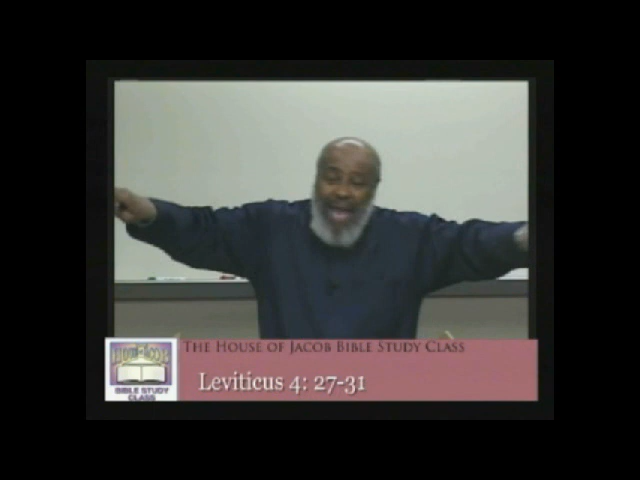 THE HOUSE OF JACOB BIBLE STUDY CLASS
BIBLE STUDY
CLASS
Leviticus 4: 27-31